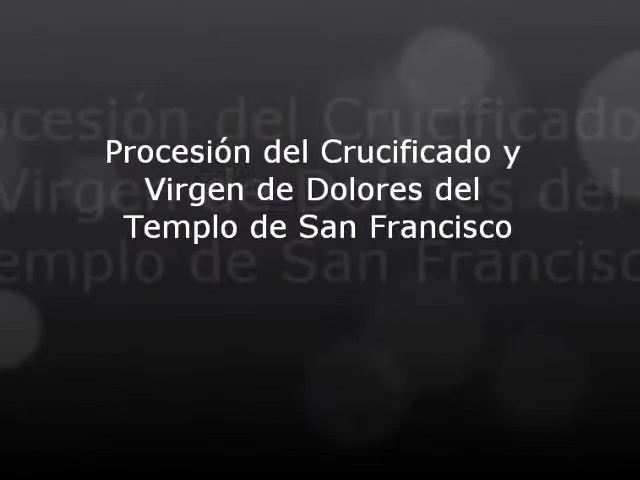 Procesión del Crucificado y
Virgen de Dolores del
Templo de San Francisco